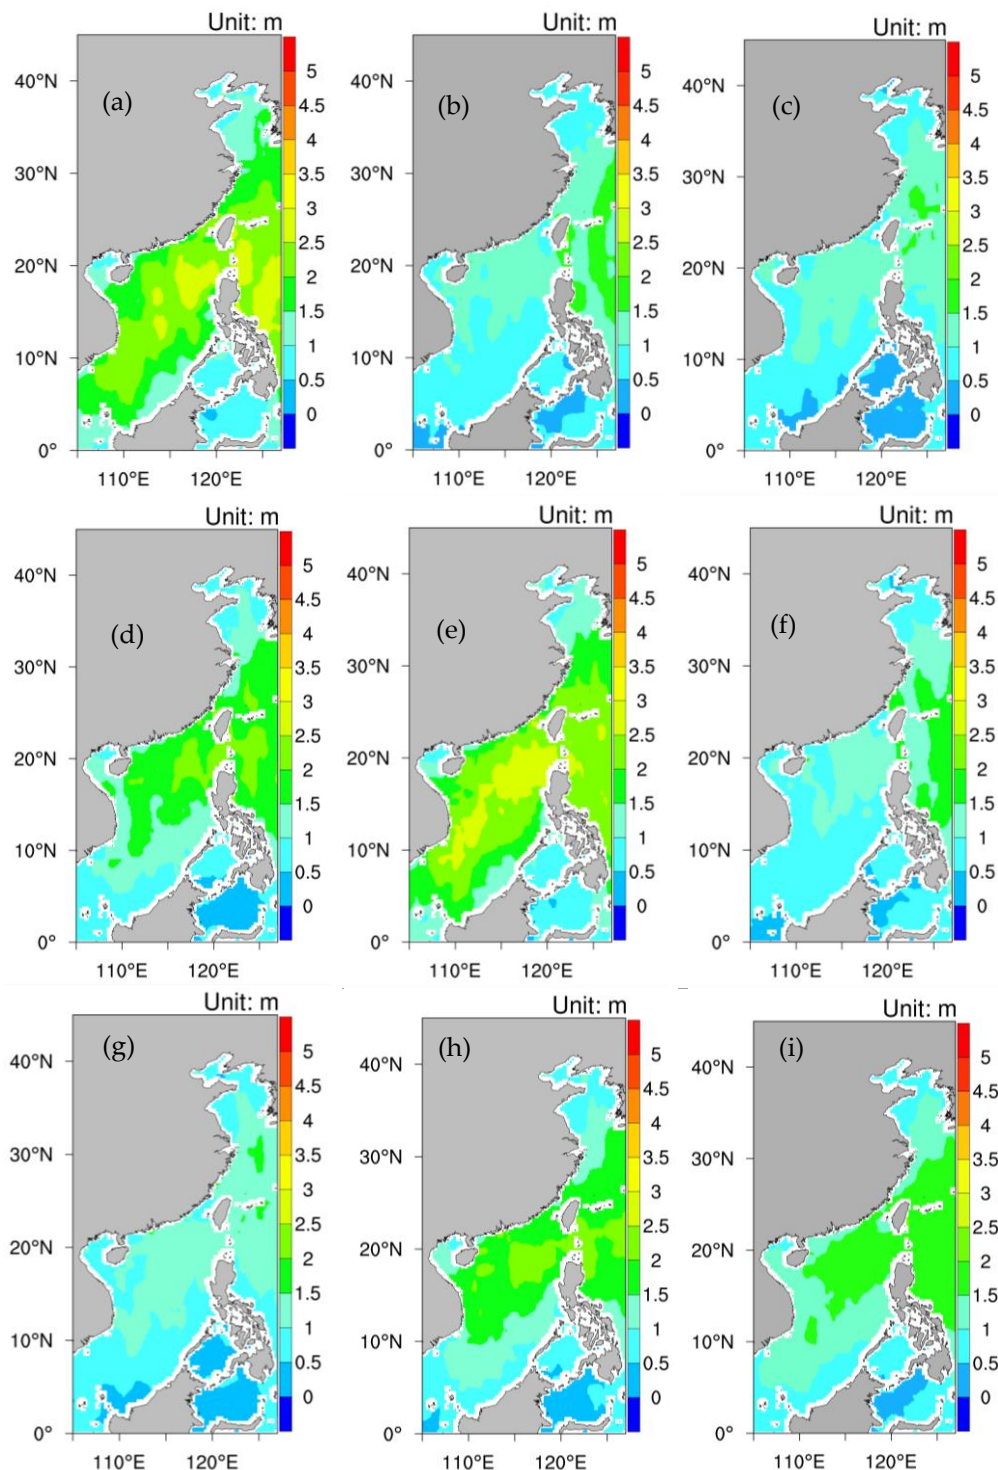 Unit: m Unit: m Unit: m
(a) (b) (c)
40°N 40°N 40°N
30°N 30°N 30°N
20°N 20°N 20°N
10°N 10°N 10°N
0° 0° 0°
5 5 5
4.5 4.5 4.5
4 4 4
3.5 3.5 3.5
3 3 3
2.5 2.5 2.5
2 2 2
1.5 1.5 1.5
1 1 1
0.5 0.5 0.5
0 0 0
110°E 120°E 110°E 120°E 110°E 120°E
Unit: m Unit: m Unit: m
(d) (e) (f)
40°N 40°N 40°N
30°N 30°N 30°N
20°N 20°N 20°N
10°N 10°N 10°N
0° 0° 0°
5 5 5
4.5 4.5 4.5
4 4 4
3.5 3.5 3.5
3 3 3
2.5 2.5 2.5
2 2 2
1.5 1.5 1.5
1 1 1
0.5 0.5 0.5
0 0 0
110°E 120°E 110°E 120°E 110°E 120°E
Unit: m Unit: m Unit: m
(g) (h) (i)
40°N 40°N 40°N
30°N 30°N 30°N
20°N 20°N 20°N
10°N 10°N 10°N
0° 0° 0°
5 5 5
4.5 4.5 4.5
4 4 4
3.5 3.5 3.5
3 3 3
2.5 2.5 2.5
2 2 2
1.5 1.5 1.5
1 1 1
0.5 0.5 0.5
0 0 0
110°E 120°E 110°E 120°E 110°E 120°E